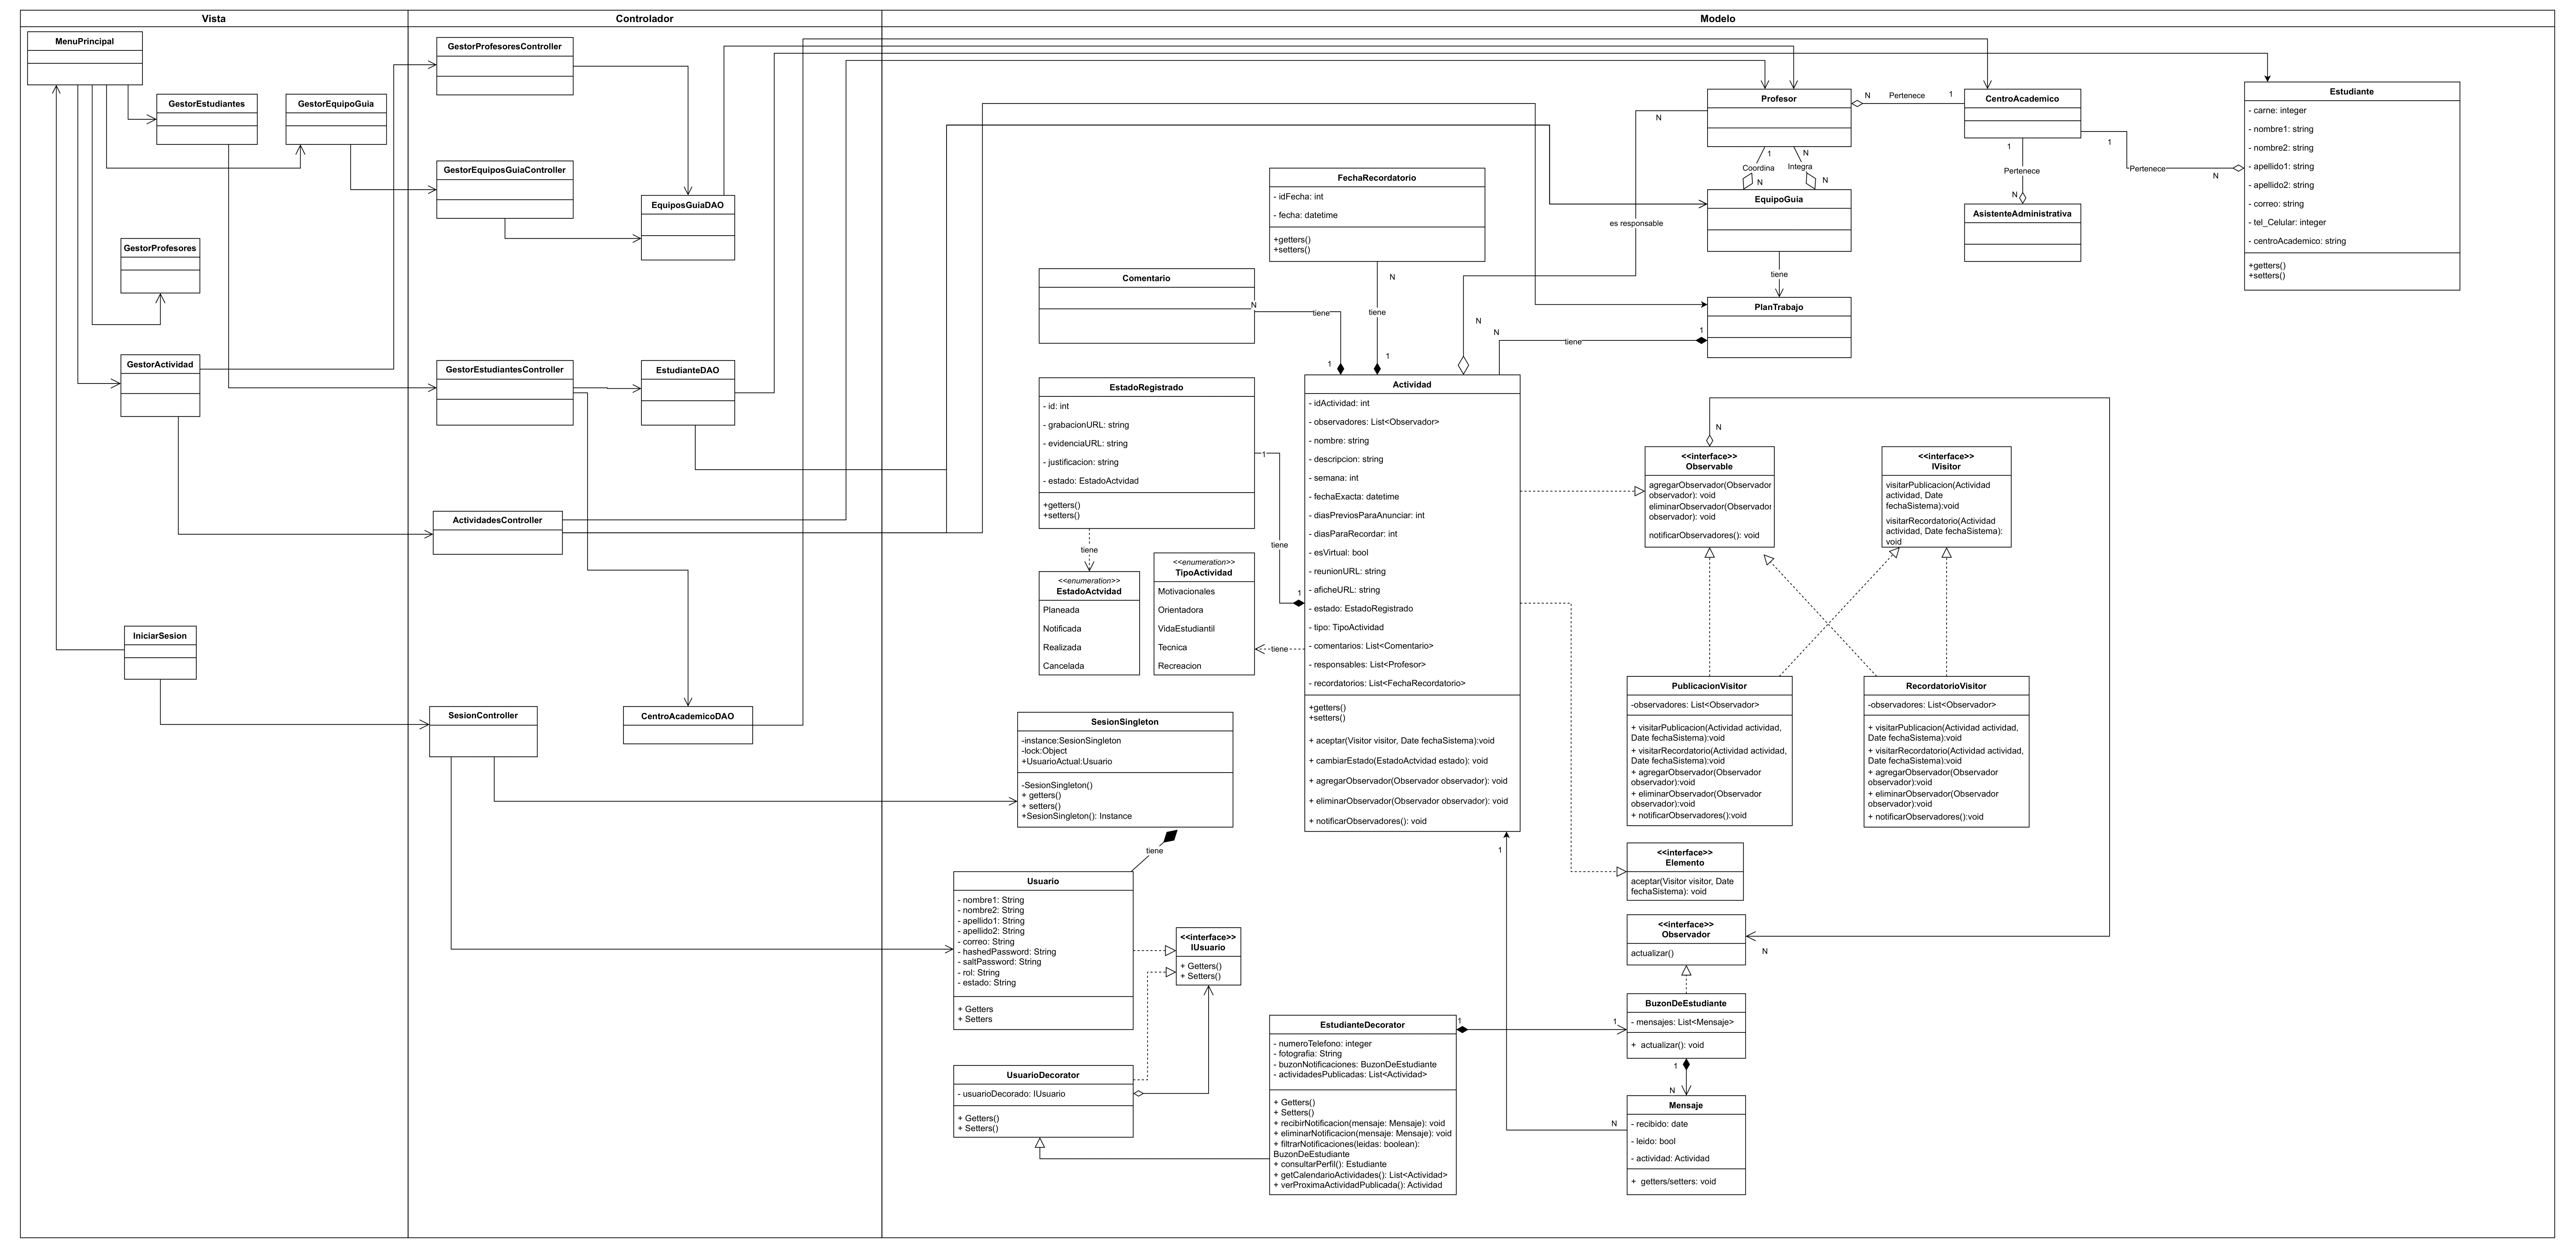 Vista
Controlador
Modelo
MenuPrincipal
GestorEstudiantes
GestorEquipoGuia
GestorProfesores
GestorActividad
IniciarSesion
GestorProfesoresController
GestorEquiposGuiaController
EquiposGuiaDAO
GestorEstudiantesController
EstudianteDAO
ActividadesController
SesionController
CentroAcademicoDAO
Profesor
N
Pertenece
1
CentroAcademico
N
1
Coordina
N
N
Integra
N
1
Pertenece
N
AsistenteAdministrativa
1
Pertenece
N
Estudiante
- carne: integer
- nombre1: string
- nombre2: string
- apellido1: string
- apellido2: string
- correo: string
- tel_Celular: integer
- centroAcademico: string
+getters()
+setters()
EquipoGuia
es responsable
tiene
PlanTrabajo
1
tiene
N
N
FechaRecordatorio
- idFecha: int
- fecha: datetime
+getters()
+setters()
N
tiene
1
Comentario
N
tiene
1
EstadoRegistrado
- id: int
- grabacionURL: string
- evidenciaURL: string
- justificacion: string
- estado: EstadoActvidad
+getters()
+setters()
1
tiene
1
tiene
<<enumeration>>
EstadoActvidad
Planeada
Notificada
Realizada
Cancelada
<<enumeration>>
TipoActividad
Motivacionales
Orientadora
VidaEstudiantil
Tecnica
Recreacion
tiene
Actividad
- idActividad: int
- observadores: List<Observador>
- nombre: string
- descripcion: string
- semana: int
- fechaExacta: datetime
- diasPreviosParaAnunciar: int
- diasParaRecordar: int
- esVirtual: bool
- reunionURL: string
- aficheURL: string
- estado: EstadoRegistrado
- tipo: TipoActividad
- comentarios: List<Comentario>
- responsables: List<Profesor>
- recordatorios: List<FechaRecordatorio>
+getters()
+setters()
+ aceptar(Visitor visitor, Date fechaSistema):void
+ cambiarEstado(EstadoActvidad estado): void
+ agregarObservador(Observador observador): void
+ eliminarObservador(Observador observador): void
+ notificarObservadores(): void
1
N
<<interface>>
Observable
agregarObservador(Observador
observador): void
eliminarObservador(Observador
observador): void
notificarObservadores(): void
<<interface>>
IVisitor
visitarPublicacion(Actividad
actividad, Date
fechaSistema):void
visitarRecordatorio(Actividad
actividad, Date fechaSistema):
void
PublicacionVisitor
-observadores: List<Observador>
+ visitarPublicacion(Actividad actividad,
Date fechaSistema):void
+ visitarRecordatorio(Actividad actividad,
Date fechaSistema):void
+ agregarObservador(Observador
observador):void
+ eliminarObservador(Observador
observador):void
+ notificarObservadores():void
RecordatorioVisitor
-observadores: List<Observador>
+ visitarPublicacion(Actividad actividad,
Date fechaSistema):void
+ visitarRecordatorio(Actividad actividad,
Date fechaSistema):void
+ agregarObservador(Observador
observador):void
+ eliminarObservador(Observador
observador):void
+ notificarObservadores():void
<<interface>>
Elemento
aceptar(Visitor visitor, Date
fechaSistema): void
<<interface>>
Observador
actualizar()
N
BuzonDeEstudiante
- mensajes: List<Mensaje>
+ actualizar(): void
1
N
Mensaje
- recibido: date
- leido: bool
- actividad: Actividad
+ getters/setters: void
N
SesionSingleton
-instance:SesionSingleton
-lock:Object
+UsuarioActual:Usuario
-SesionSingleton()
+ getters()
+ setters()
+SesionSingleton(): Instance
tiene
Usuario
- nombre1: String
- nombre2: String
- apellido1: String
- apellido2: String
- correo: String
- hashedPassword: String
- saltPassword: String
- rol: String
- estado: String
+ Getters
+ Setters
<<interface>>
IUsuario
+ Getters()
+ Setters()
UsuarioDecorator
- usuarioDecorado: IUsuario
+ Getters()
+ Setters()
EstudianteDecorator
- numeroTelefono: integer
- fotografia: String
- buzonNotificaciones: BuzonDeEstudiante
- actividadesPublicadas: List<Actividad>
+ Getters()
+ Setters()
+ recibirNotificacion(mensaje: Mensaje): void
+ eliminarNotificacion(mensaje: Mensaje): void
+ filtrarNotificaciones(leidas: boolean):
BuzonDeEstudiante
+ consultarPerfil(): Estudiante
+ getCalendarioActividades(): List<Actividad>
+ verProximaActividadPublicada(): Actividad
1
1